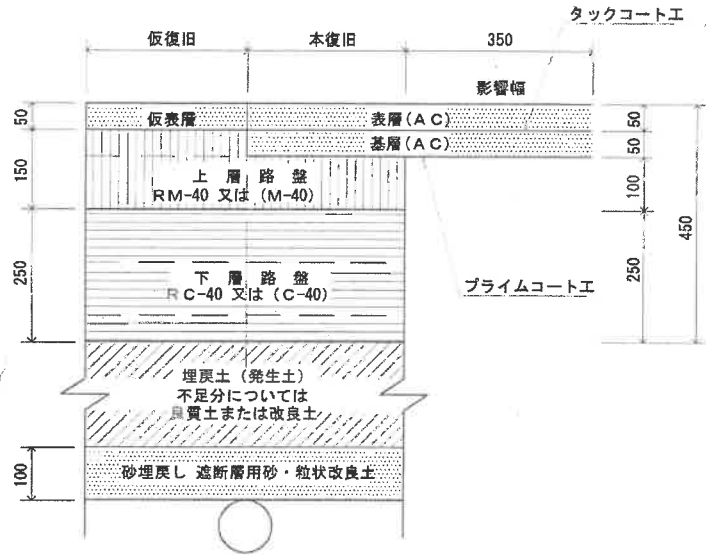 タックコート工
仮復旧
本復旧
350
影響幅
50
仮表層
表層(AC)
50
基層(AC)
50
150
上層路盤
RM-40 又は (M-40)
100
450
250
下層路盤
RC-40 又は (C-40)
250
プライムコート工
埋戻土 (発生土)
不足分については
良質土または改良土
100
砂埋戻し 遮断層用砂・粒状改良土